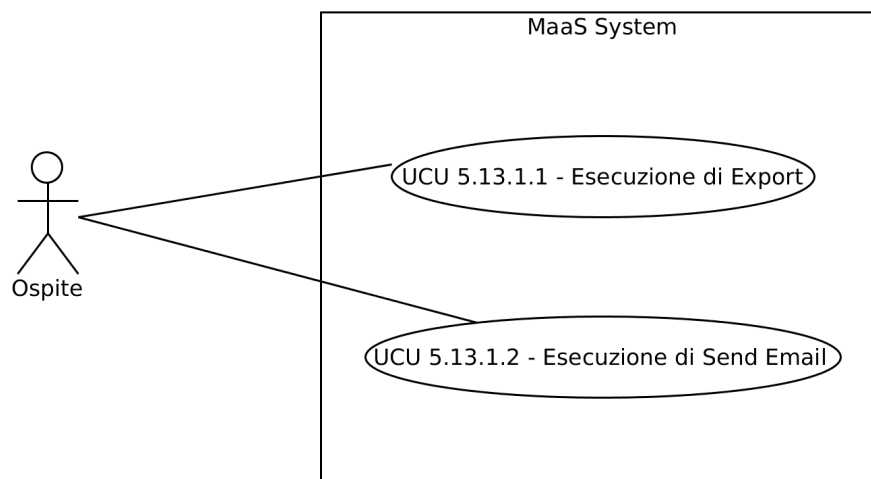 MaaS System
UCU 5.13.1.1 - Esecuzione di Export
Ospite
UCU 5.13.1.2 - Esecuzione di Send Email